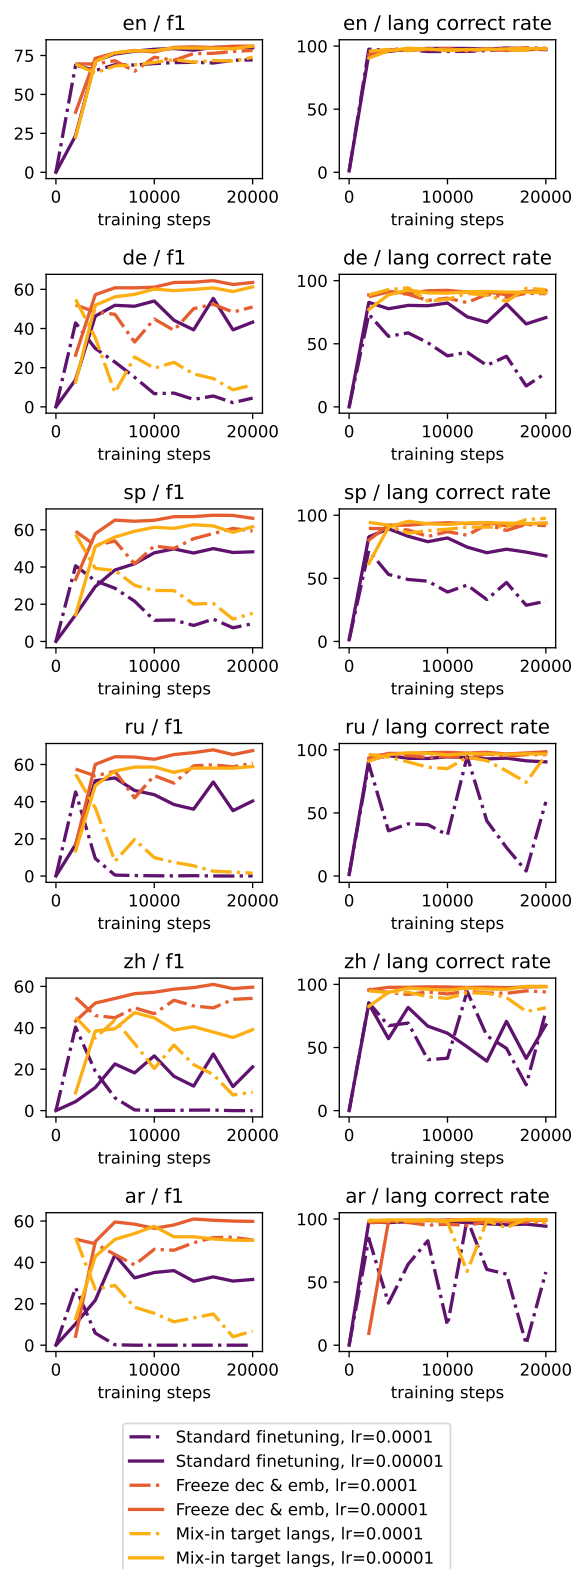 en / f1
en / lang correct rate
75
50
25
0
100
50
0
0
10000
20000
0
10000
20000
training steps
training steps
de / f1
de / lang correct rate
60
40
20
0
100
50
0
0
10000
20000
0
10000
20000
training steps
training steps
sp / f1
sp / lang correct rate
60
40
20
0
100
50
0
0
10000
20000
0
10000
20000
training steps
training steps
ru / f1
ru / lang correct rate
60
40
20
0
100
50
0
0
10000
20000
0
10000
20000
training steps
training steps
zh / f1
zh / lang correct rate
60
40
20
0
100
50
0
0
10000
20000
0
10000
20000
training steps
training steps
ar / f1
ar / lang correct rate
60
40
20
0
100
50
0
0
10000
20000
0
10000
20000
training steps
training steps
Standard finetuning, lr=0.0001
Standard finetuning, lr=0.00001
Freeze dec & emb, lr=0.0001
Freeze dec & emb, lr=0.00001
Mix-in target langs, lr=0.0001
Mix-in target langs, lr=0.00001